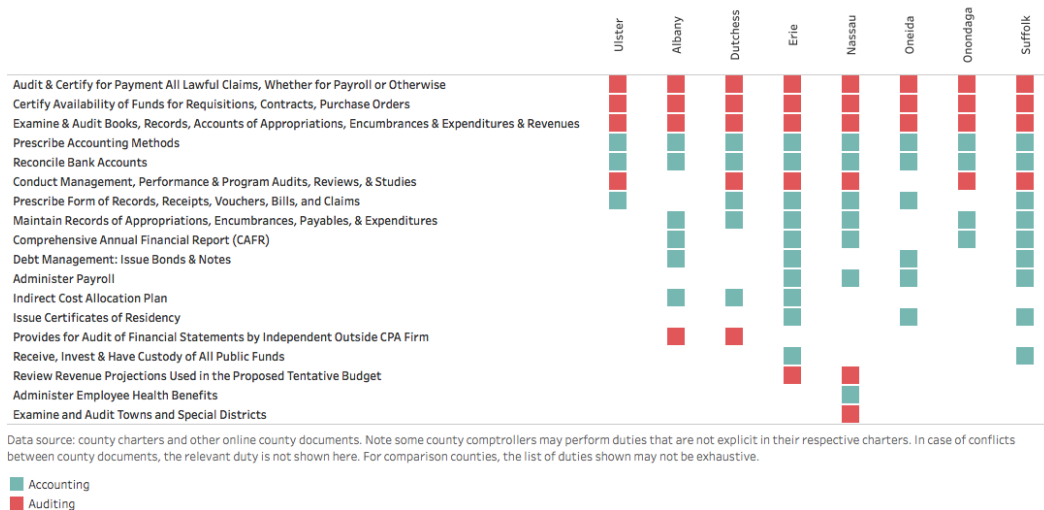 Ulster
Albany
Dutchess
Erie
Nassau
Oneida
Onondaga
Suffolk
Audit & Certify for Payment All Lawful Claims, Whether for Payroll or Otherwise
Certify Availability of Funds for Requisitions, Contracts, Purchase Orders
Examine & Audit Books, Records, Accounts of Appropriations, Encumbrances & Expenditures & Revenues
Prescribe Accounting Methods
Reconcile Bank Accounts
Conduct Management, Performance & Program Audits, Reviews, & Studies
Prescribe Form of Records, Receipts, Vouchers, Bills, and Claims
Maintain Records of Appropriations, Encumbrances, Payables, & Expenditures
Comprehensive Annual Financial Report (CAFR)
Debt Management: Issue Bonds & Notes
Administer Payroll
Indirect Cost Allocation Plan
Issue Certificates of Residency
Provides for Audit of Financial Statements by Independent Outside CPA Firm
Receive, Invest & Have Custody of All Public Funds
Review Revenue Projections Used in the Proposed Tentative Budget
Administer Employee Health Benefits
Examine and Audit Towns and Special Districts
Data source: county charters and other online county documents. Note some county comptrollers may perform duties that are not explicit in their respective charters. In case of conflicts
between county documents, the relevant duty is not shown here. For comparison counties, the list of duties shown may not be exhaustive.
Accounting
Auditing